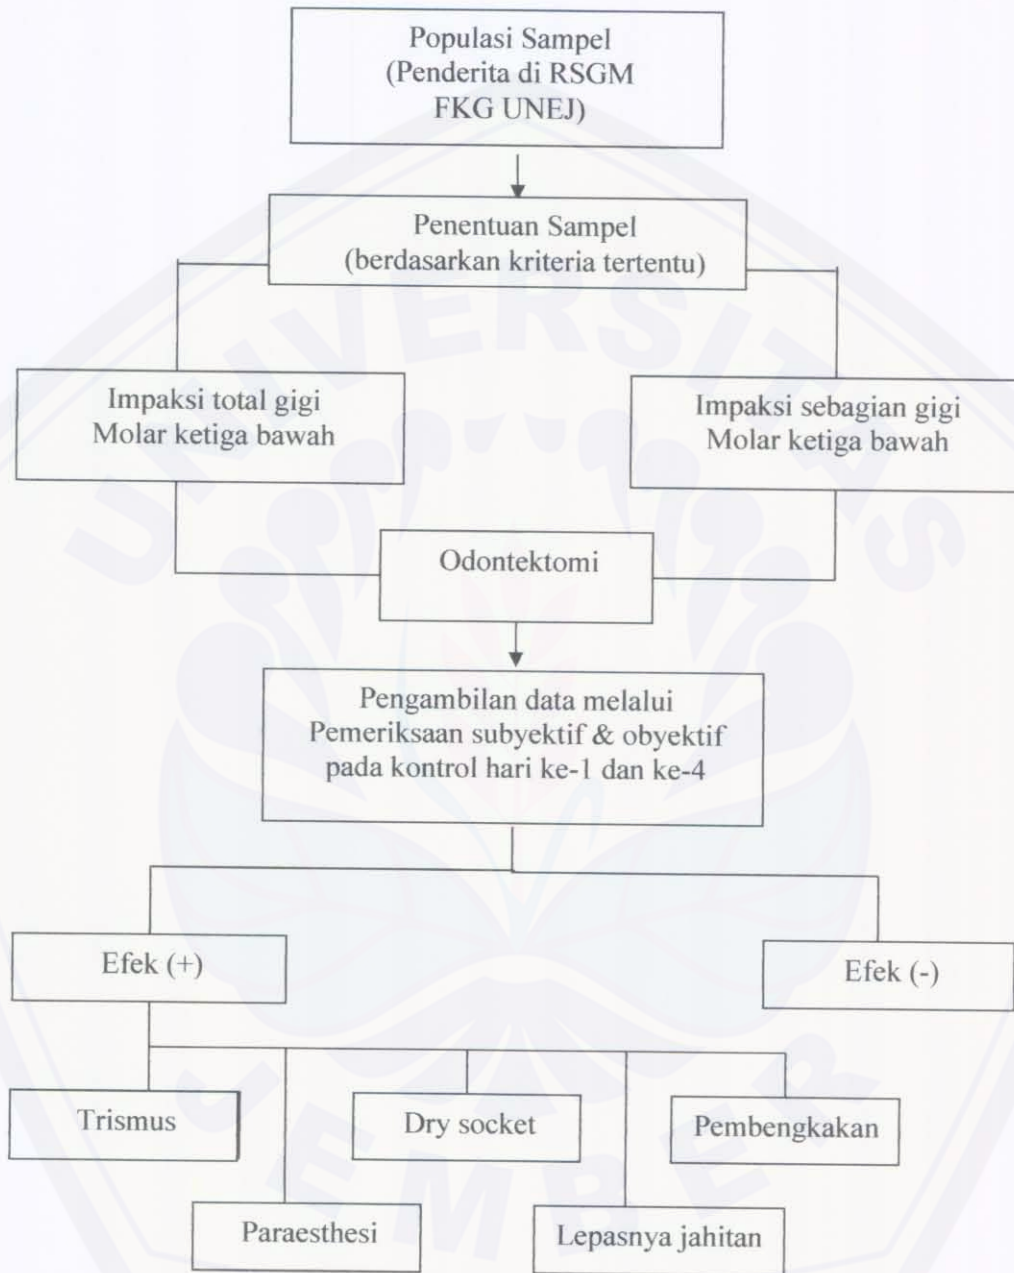 Populasi Sampel
(Penderita di RSGM
FKG UNEJ)
Penentuan Sampel
(berdasarkan kriteria tertentu)
Impaksi total gigi
Molar ketiga bawah
Impaksi sebagian gigi
Molar ketiga bawah
Odontektomi
Pengambilan data melalui
Pemeriksaan subyektif & obyektif
pada kontrol hari ke-1 dan ke-4
Efek (+)
Efek (-)
Trismus
Dry socket
Pembengkakan
Paraesthesi
Lepasnya jahitan
UNIVERSITAS
JEMBER